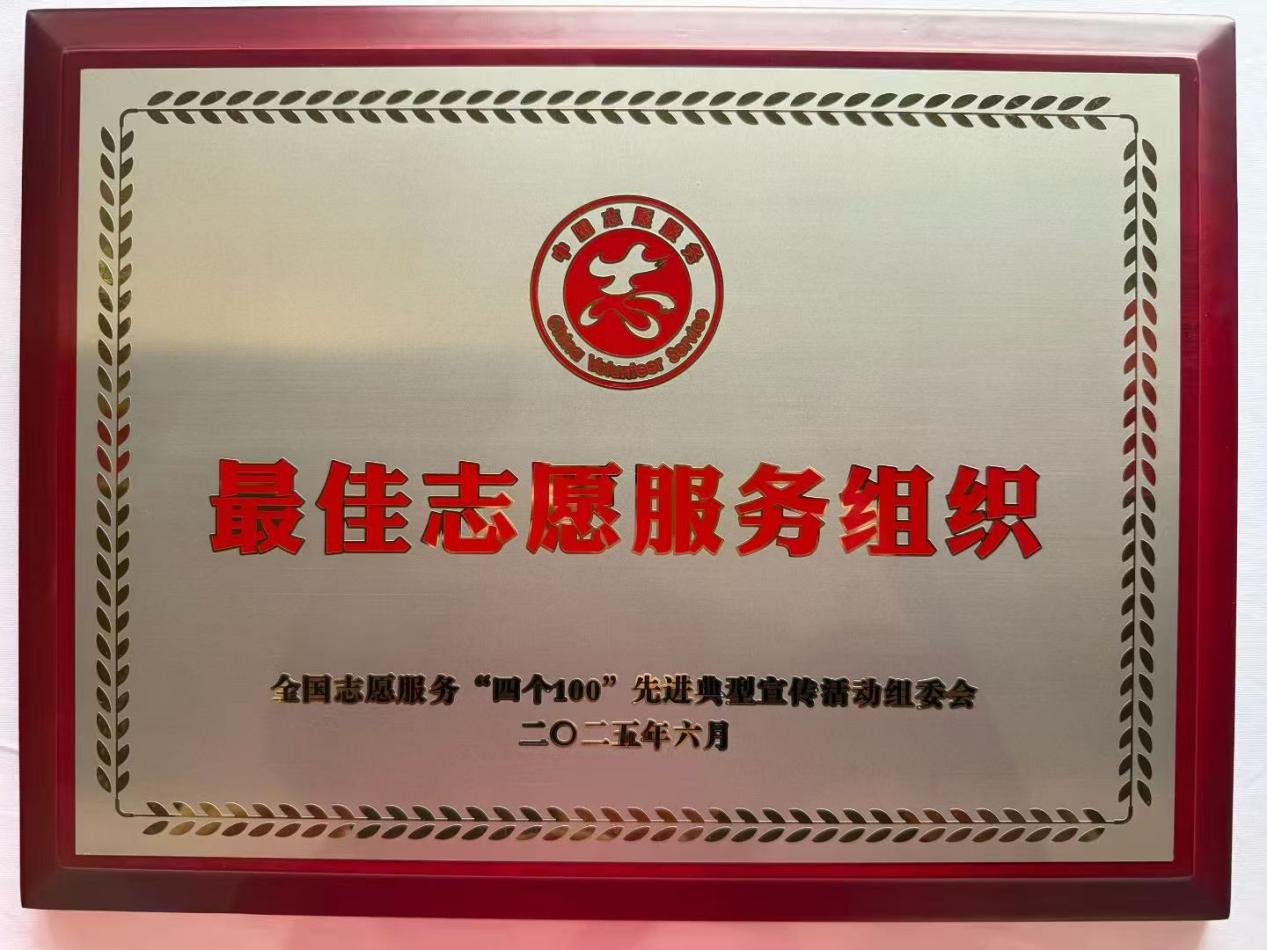 中国志愿服务
China Volunteer Service
最佳志愿服务组织
全国志愿服务“四个100”先进典型宣传活动组委会
二〇二五年六月